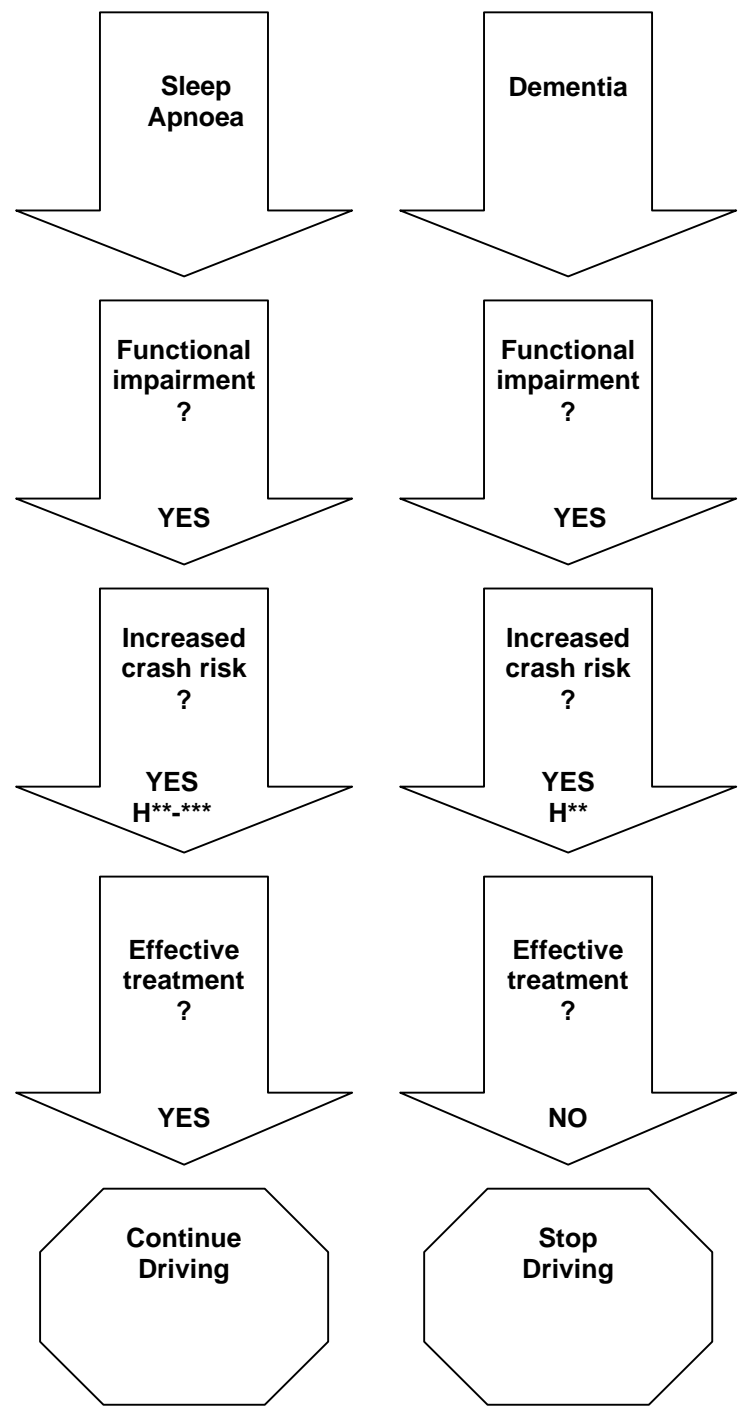 Sleep
Apnoea
Functional
impairment
?
YES
Increased
crash risk
?
YES
H**-***
Effective
treatment
?
YES
Continue
Driving
Dementia
Functional
impairment
?
YES
Increased
crash risk
?
YES
H**
Effective
treatment
?
NO
Stop
Driving